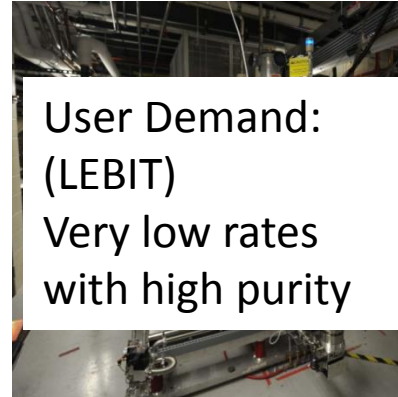 User Demand:
(LEBIT)
Very low rates
with high purity